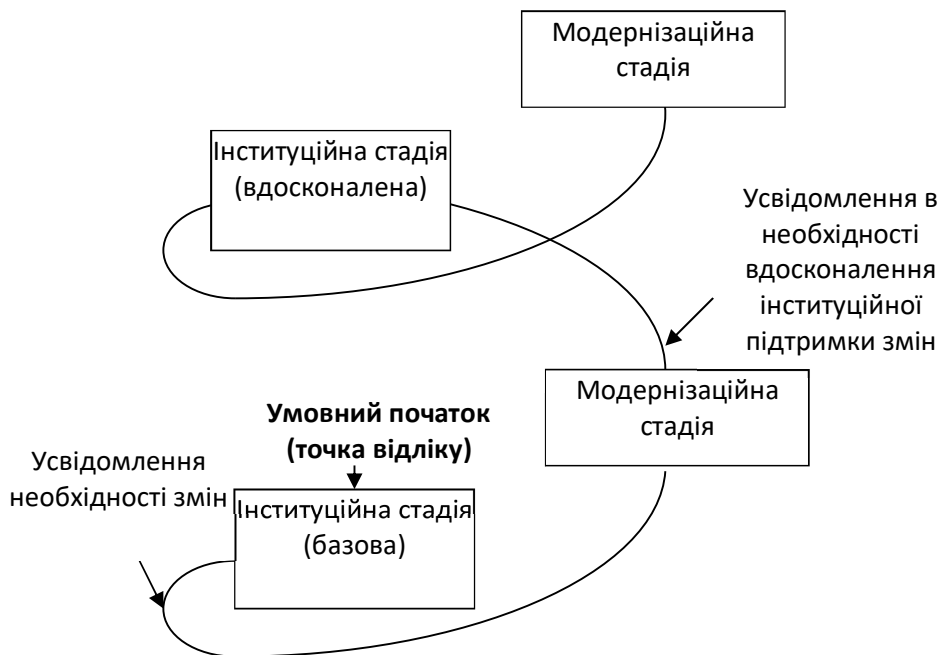 Модернізаційна
стадія
Інституційна стадія
(вдосконалена)
Усвідомлення в
необхідності
вдосконалення
інституційної
підтримки змін
Модернізаційна
стадія
Умовний початок
(точка відліку)
Усвідомлення
необхідності змін
Інституційна стадія
(базова)